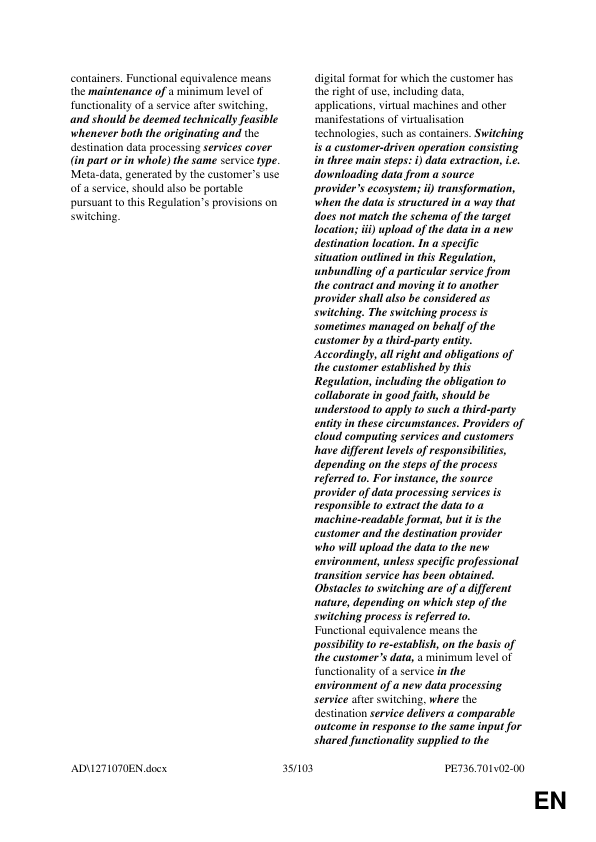 containers. Functional equivalence means
the maintenance of a minimum level of
functionality of a service after switching,
and should be deemed technically feasible
whenever both the originating and the
destination data processing services cover
(in part or in whole) the same service type.
Meta-data, generated by the customer’s use
of a service, should also be portable
pursuant to this Regulation’s provisions on
switching.
digital format for which the customer has
the right of use, including data,
applications, virtual machines and other
manifestations of virtualisation
technologies, such as containers. Switching
is a customer-driven operation consisting
in three main steps: i) data extraction, i.e.
downloading data from a source
provider’s ecosystem; ii) transformation,
when the data is structured in a way that
does not match the schema of the target
location; iii) upload of the data in a new
destination location. In a specific
situation outlined in this Regulation,
unbundling of a particular service from
the contract and moving it to another
provider shall also be considered as
switching. The switching process is
sometimes managed on behalf of the
customer by a third-party entity.
Accordingly, all right and obligations of
the customer established by this
Regulation, including the obligation to
collaborate in good faith, should be
understood to apply to such a third-party
entity in these circumstances. Providers of
cloud computing services and customers
have different levels of responsibilities,
depending on the steps of the process
referred to. For instance, the source
provider of data processing services is
responsible to extract the data to a
machine-readable format, but it is the
customer and the destination provider
who will upload the data to the new
environment, unless specific professional
transition service has been obtained.
Obstacles to switching are of a different
nature, depending on which step of the
switching process is referred to.
Functional equivalence means the
possibility to re-establish, on the basis of
the customer’s data, a minimum level of
functionality of a service in the
environment of a new data processing
service after switching, where the
destination service delivers a comparable
outcome in response to the same input for
shared functionality supplied to the
AD\1271070EN.docx 35/103 PE736.701v02-00
EN